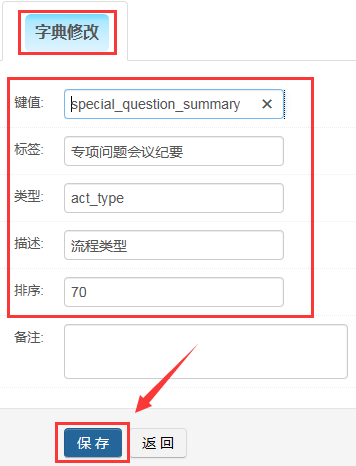 字典修改
键值: special_question_summary ✕
标签: 专项问题会议纪要
类型: act_type
描述: 流程类型
排序: 70
备注:
保 存 返 回